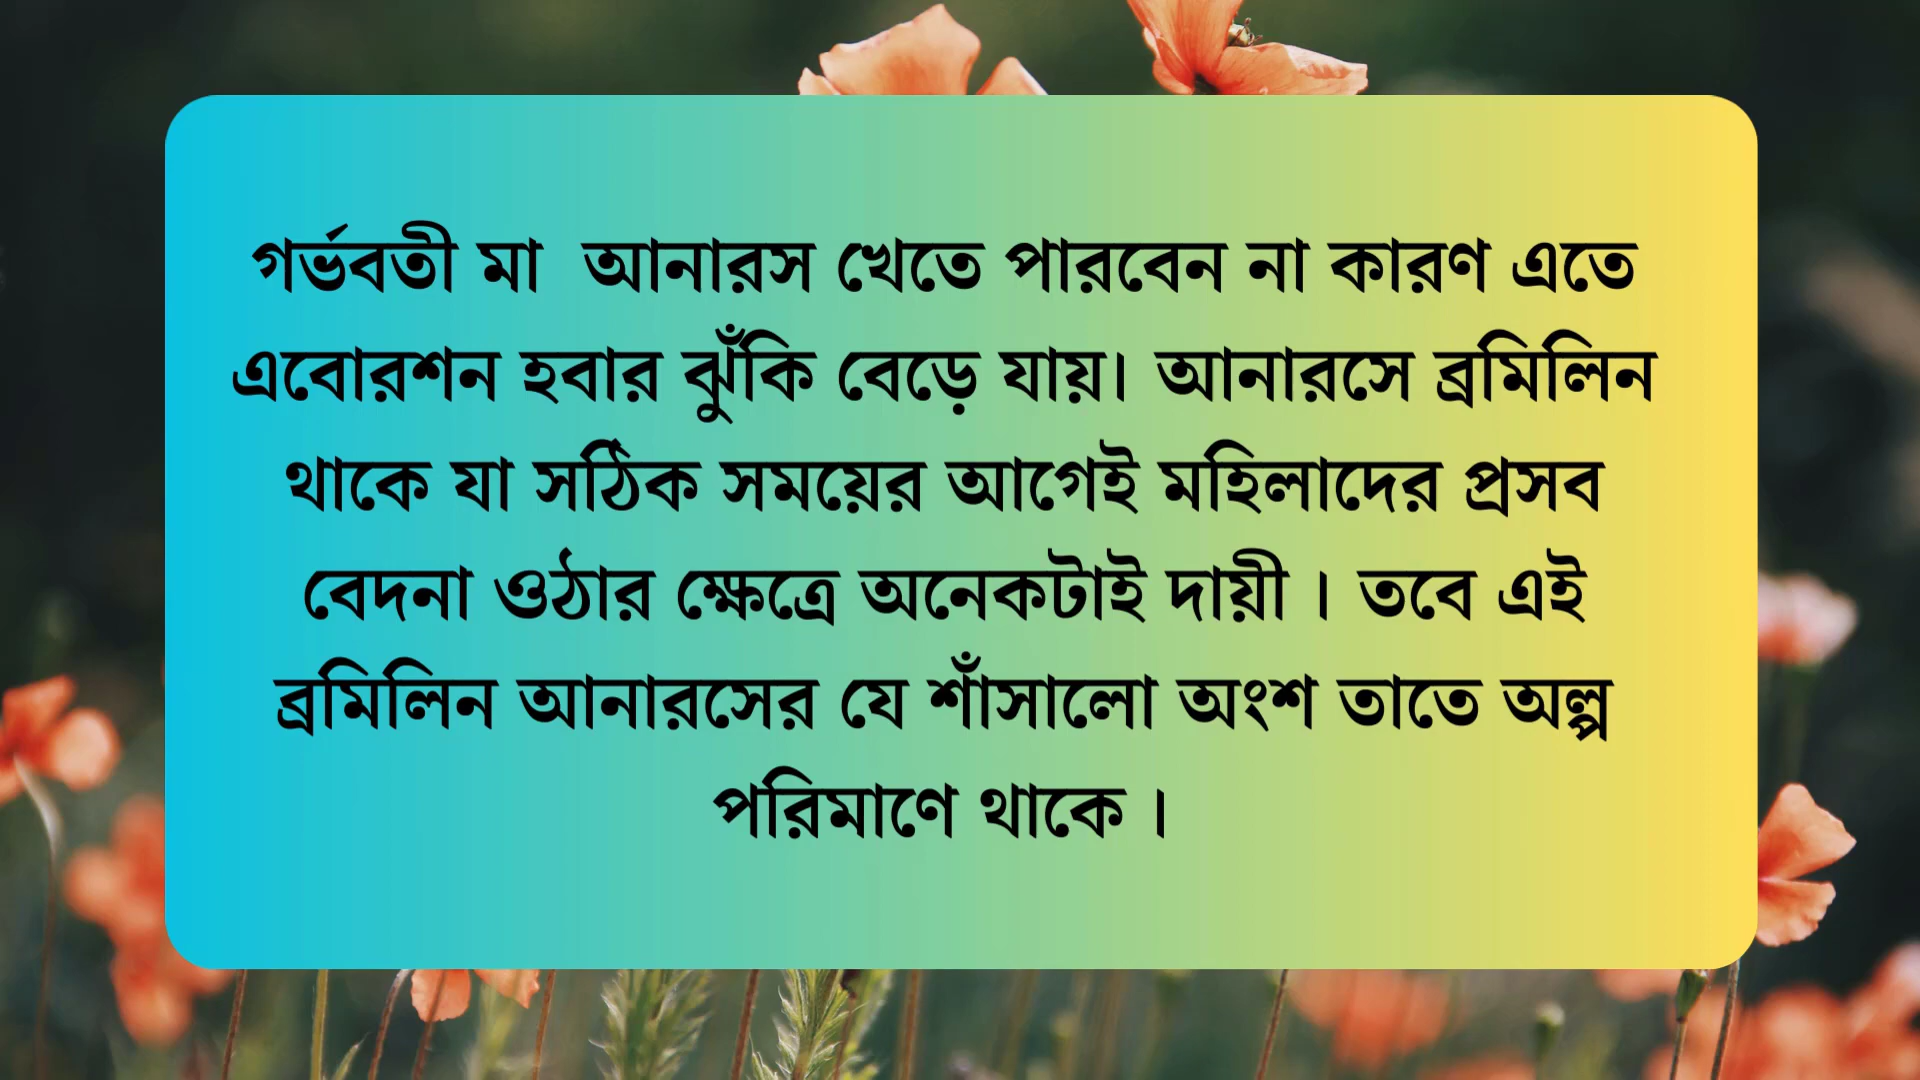 গর্ভবতী মা  আনারস খেতে পারবেন না কারণ এতে
এবোরশন হবার ঝুঁকি বেড়ে যায়। আনারসে ব্রমিলিন
থাকে যা সঠিক সময়ের আগেই মহিলাদের প্রসব
বেদনা ওঠার ক্ষেত্রে অনেকটাই দায়ী । তবে এই
ব্রমিলিন আনারসের যে শাঁসালো অংশ তাতে অল্প
পরিমাণে থাকে ।